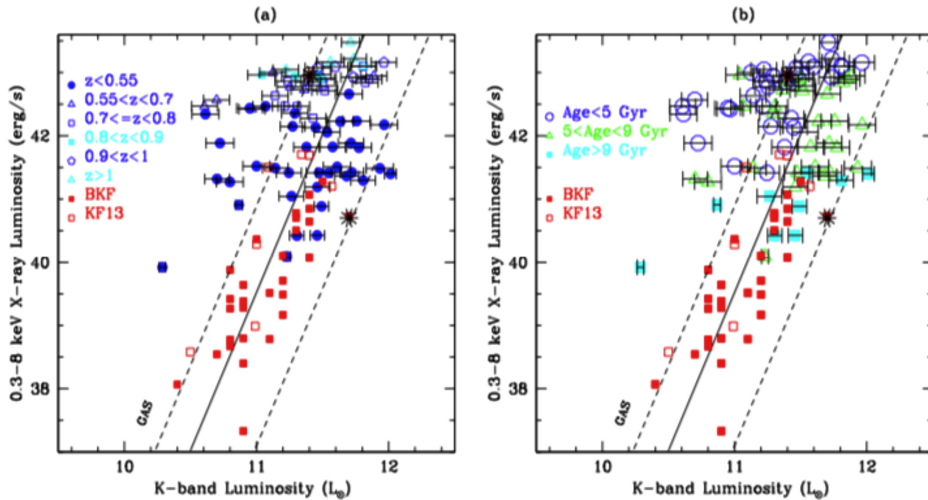 (a)
(b)
0.3-8 keV X-ray Luminosity (erg/s)
42
40
38
z<0.55
0.55<z<0.7
0.7<=z<0.8
0.8<z<0.9
0.9<z<1
z>1
BKF
KF13
GAS
10
11
12
K-band Luminosity (L⊙)
0.3-8 keV X-ray Luminosity (erg/s)
42
40
38
Age<5 Gyr
5<Age<9 Gyr
Age>9 Gyr
BKF
KF13
GAS
10
11
12
K-band Luminosity (L⊙)